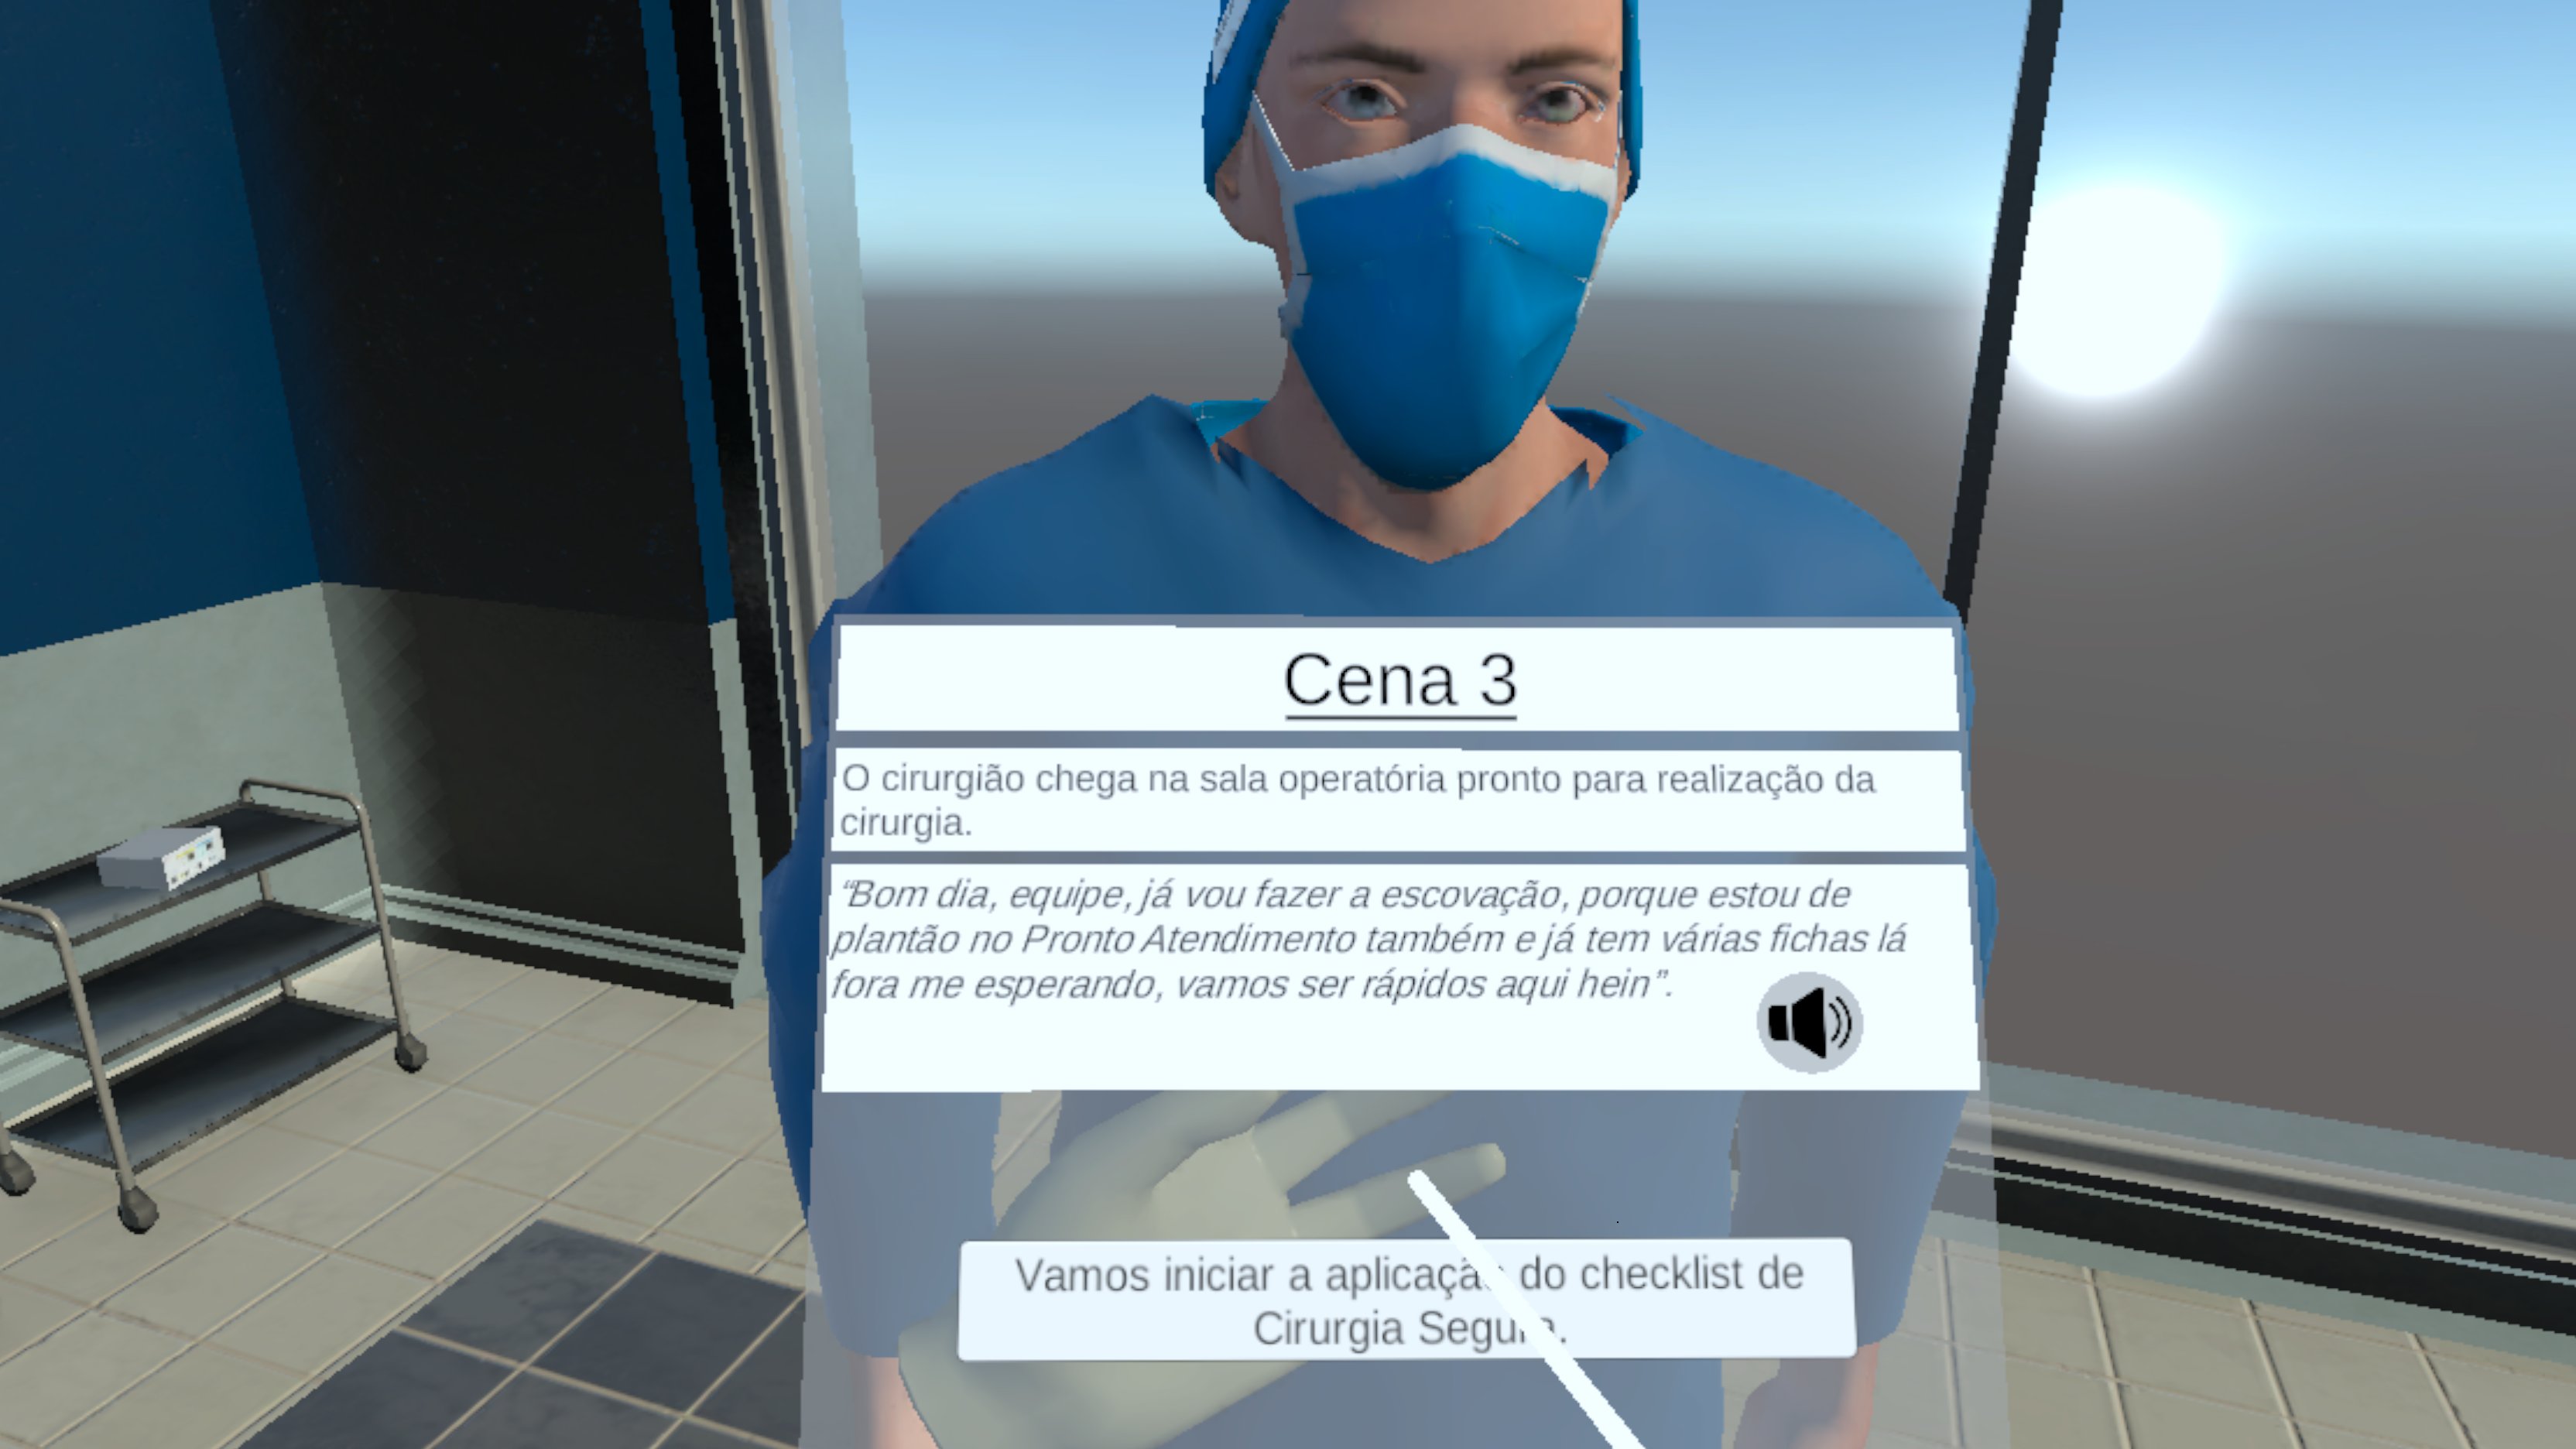 Cena 3
O cirurgião chega na sala operatória pronto para realização da
cirurgia.
“Bom dia, equipe, já vou fazer a escovação, porque estou de
plantão no Pronto Atendimento também e já tem várias fichas lá
fora me esperando, vamos ser rápidos aqui hein”.
Vamos iniciar a aplicação do checklist de
Cirurgia Segura.